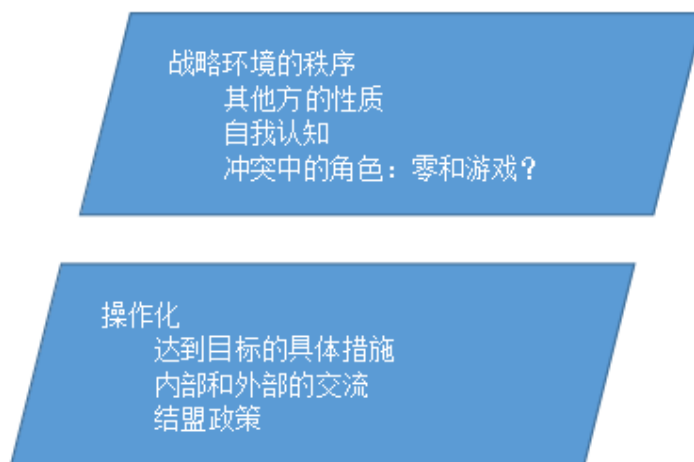 战略环境的秩序
其他方的性质
自我认知
冲突中的角色：零和游戏？
操作化
达到目标的具体措施
内部和外部的交流
结盟政策